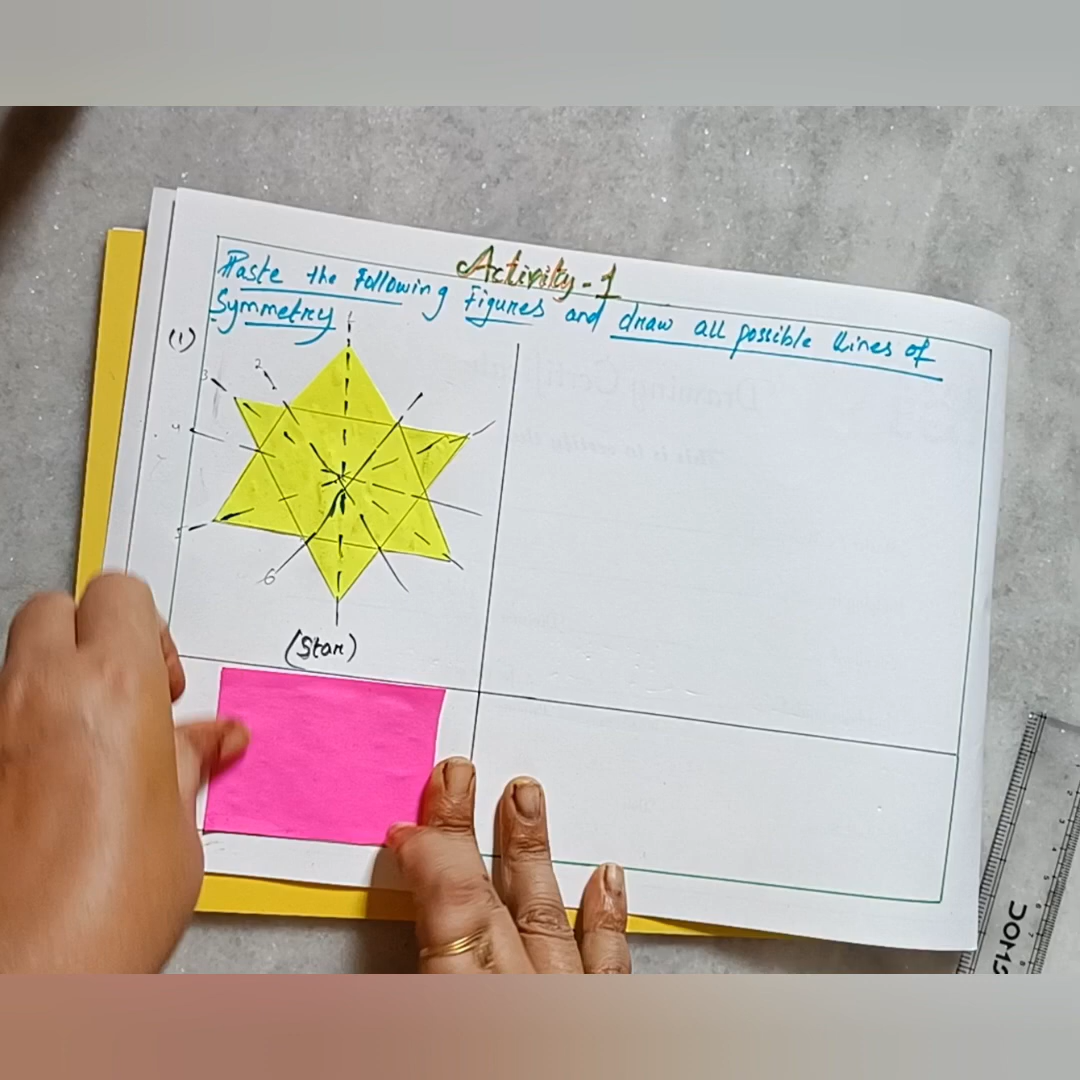 Activity-1
Paste the Following Figures and draw all possible Lines of
Symmetry
(1)
1
2
3
4
5
6
(Star)
DOMS